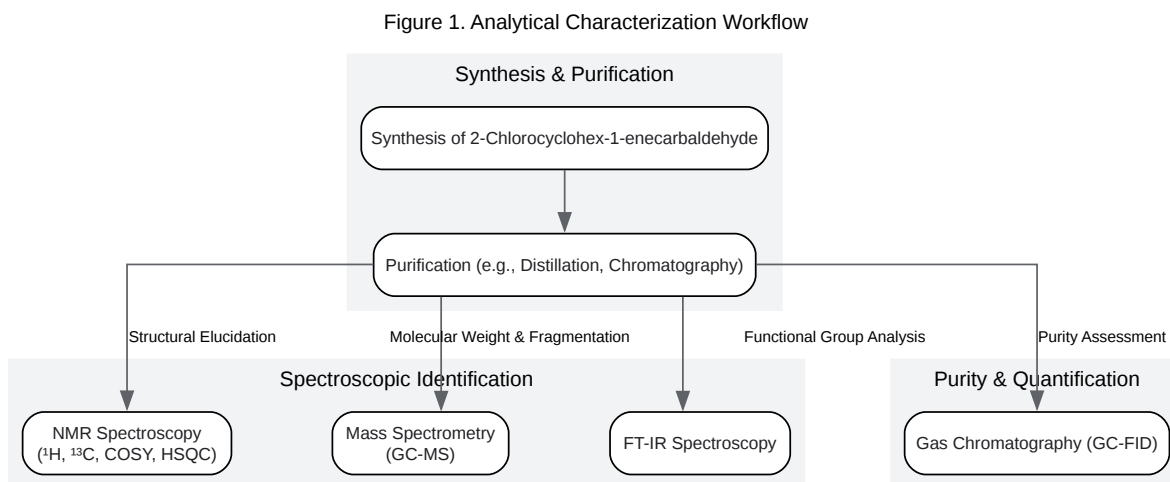 Figure 1. Analytical Characterization Workflow
Synthesis & Purification
Synthesis of 2-Chlorocyclohex-1-enecarbaldehyde
Purification (e.g., Distillation, Chromatography)
Structural Elucidation
Molecular Weight & Fragmentation
Functional Group Analysis
Purity Assessment
Spectroscopic Identification
Purity & Quantification
NMR Spectroscopy
(¹H, ¹³C, COSY, HSQC)
Mass Spectrometry
(GC-MS)
FT-IR Spectroscopy
Gas Chromatography (GC-FID)